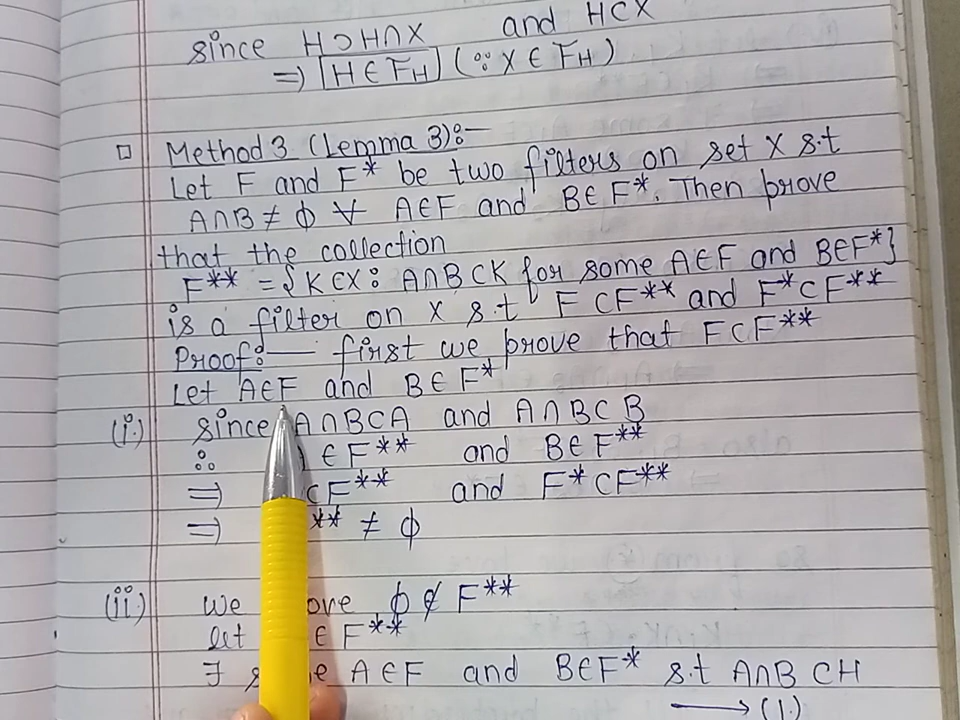 since H⊃H∩X and H⊂X
⇒ H∈F_H (∵ X∈F_H)
□ Method 3 (Lemma 3):—
Let F and F* be two filters on set X s.t
A∩B ≠ ϕ ∀ A∈F and B∈F*. Then prove
that the collection
F** = {K∈X: A∩B⊂K for some A∈F and B∈F*}
is a filter on X s.t F⊂F** and F*⊂F**
Proof:— first we prove that F⊂F**
Let A∈F and B∈F*
(i.) since A∩B⊂A and A∩B⊂B
∴ ∈F** and B∈F**
⇒ ⊂F** and F*⊂F**
⇒ ** ≠ ϕ
(ii.) We ϕ∉F**
let ∈F**
∃ A∈F and B∈F* s.t A∩B⊂H
⟶(1.)